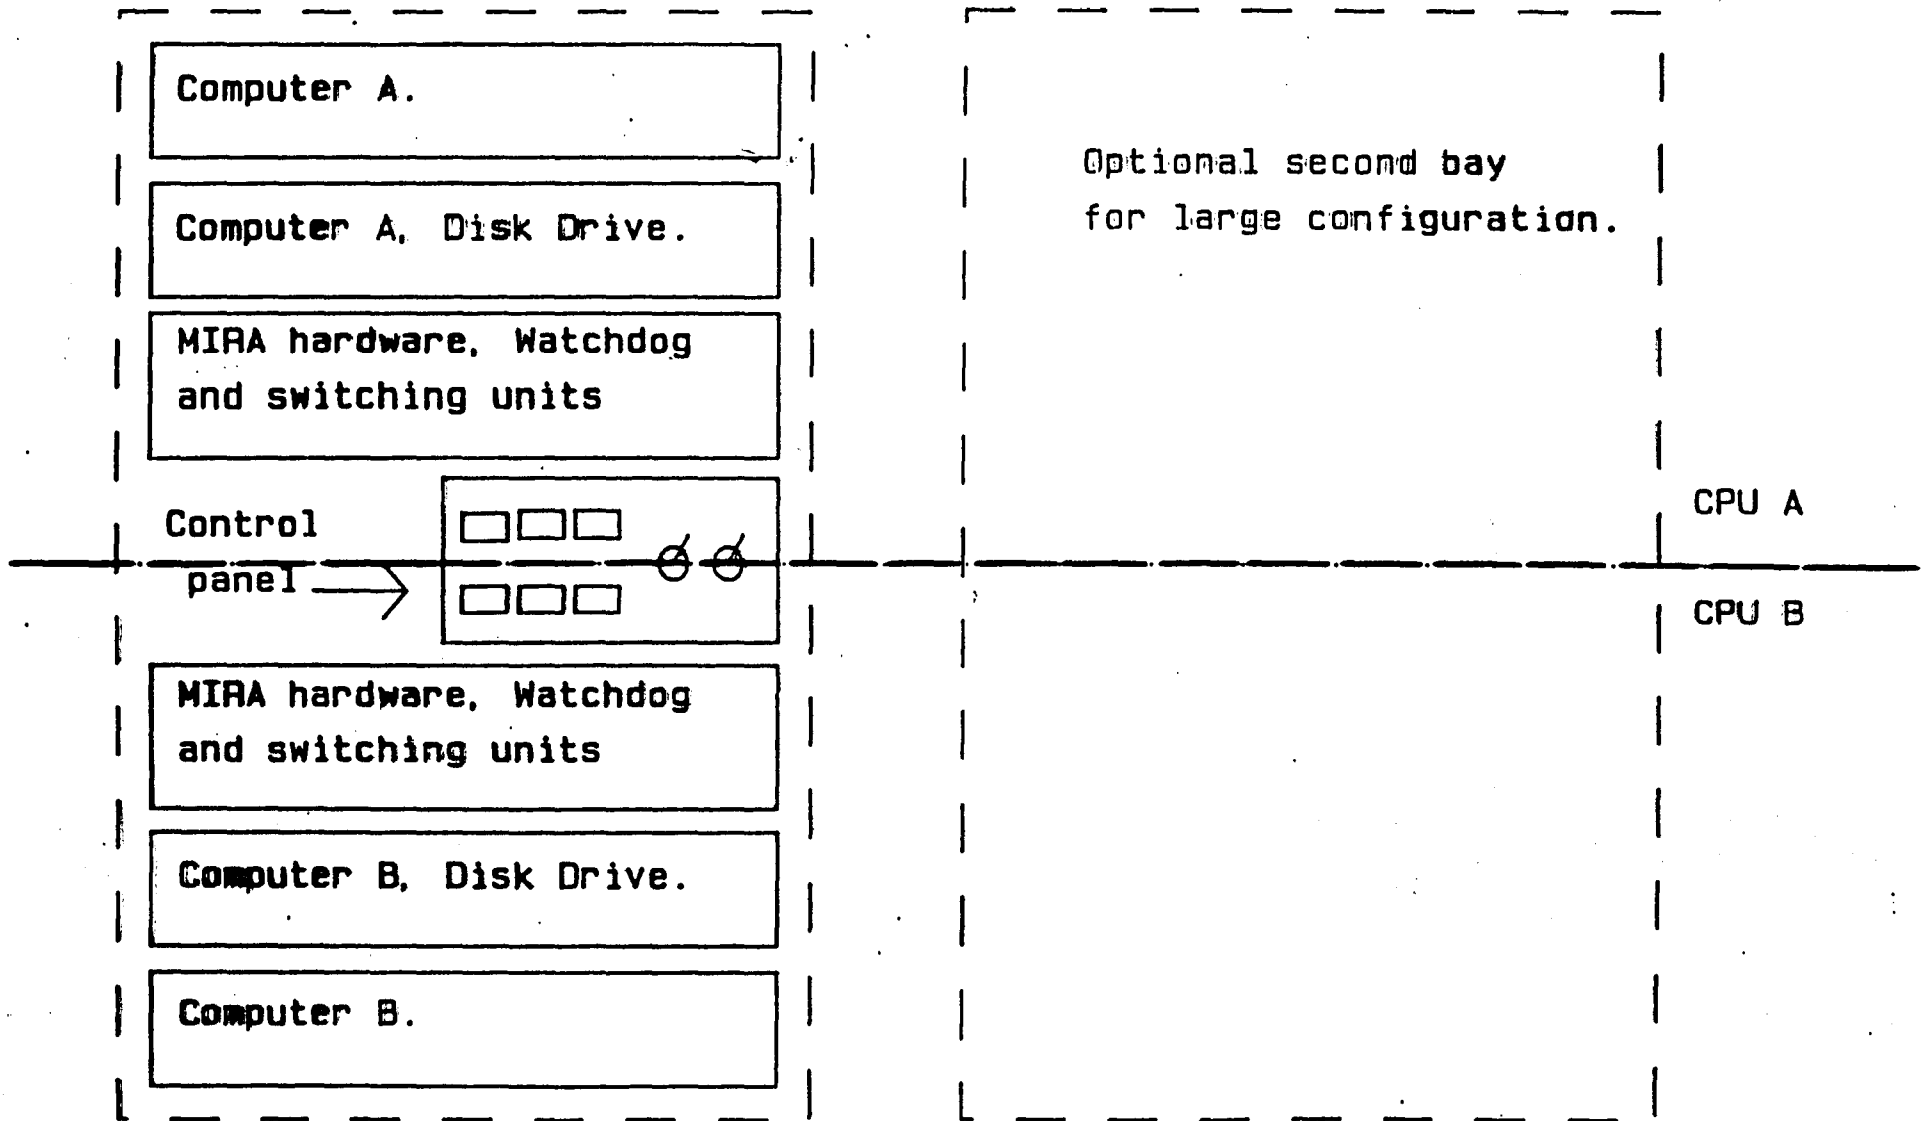 Computer A.
Computer A, Disk Drive.
MIRA hardware, Watchdog
and switching units
Control
panel
MIRA hardware, Watchdog
and switching units
Computer B, Disk Drive.
Computer B.
Optional second bay
for large configuration.
CPU A
CPU B